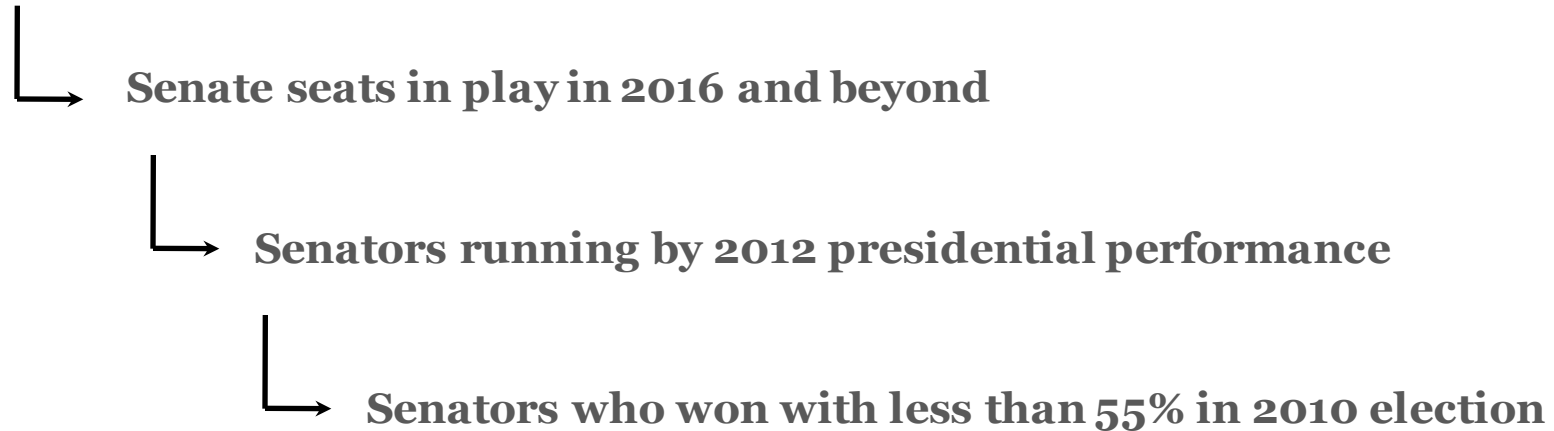 Senate seats in play in 2016 and beyond
Senators running by 2012 presidential performance
Senators who won with less than 55% in 2010 election